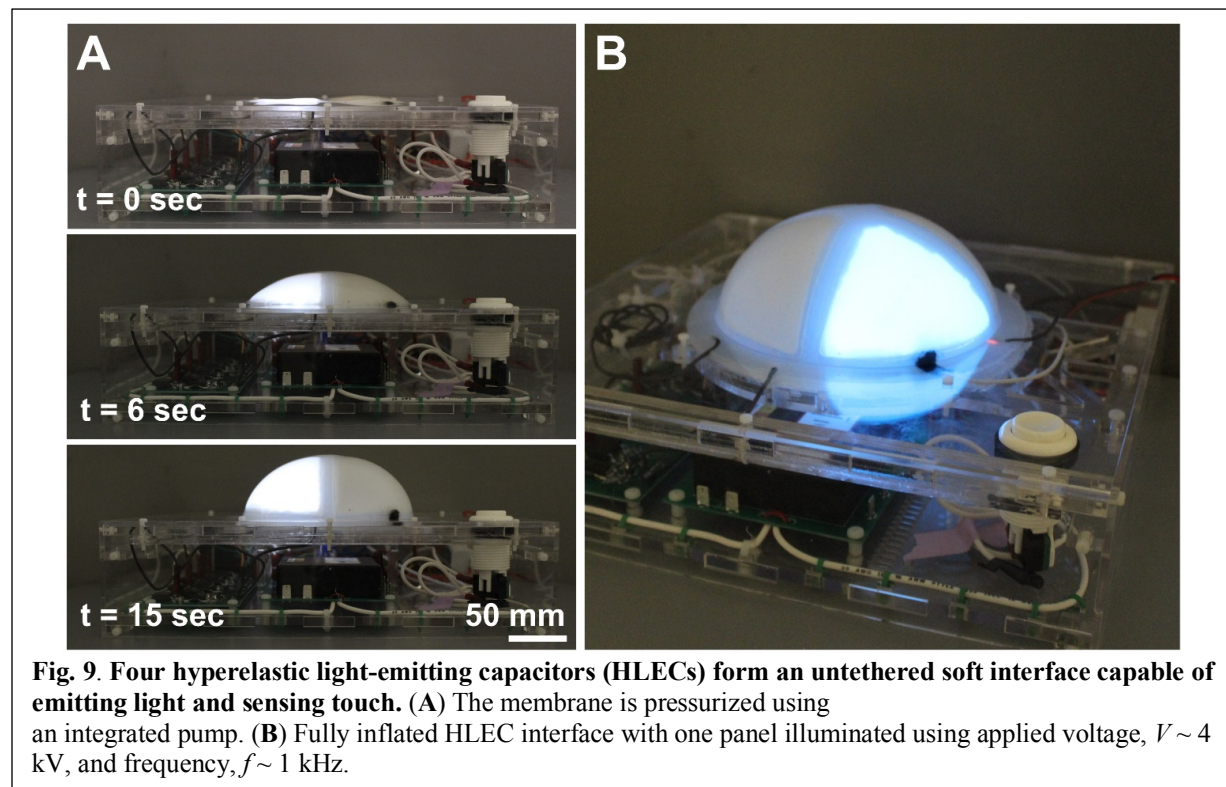 A
B
t = 0 sec
t = 6 sec
t = 15 sec
50 mm
Fig. 9. Four hyperelastic light-emitting capacitors (HLECs) form an untethered soft interface capable of
emitting light and sensing touch. (A) The membrane is pressurized using
an integrated pump. (B) Fully inflated HLEC interface with one panel illuminated using applied voltage, V ~ 4
kV, and frequency, f ~ 1 kHz.